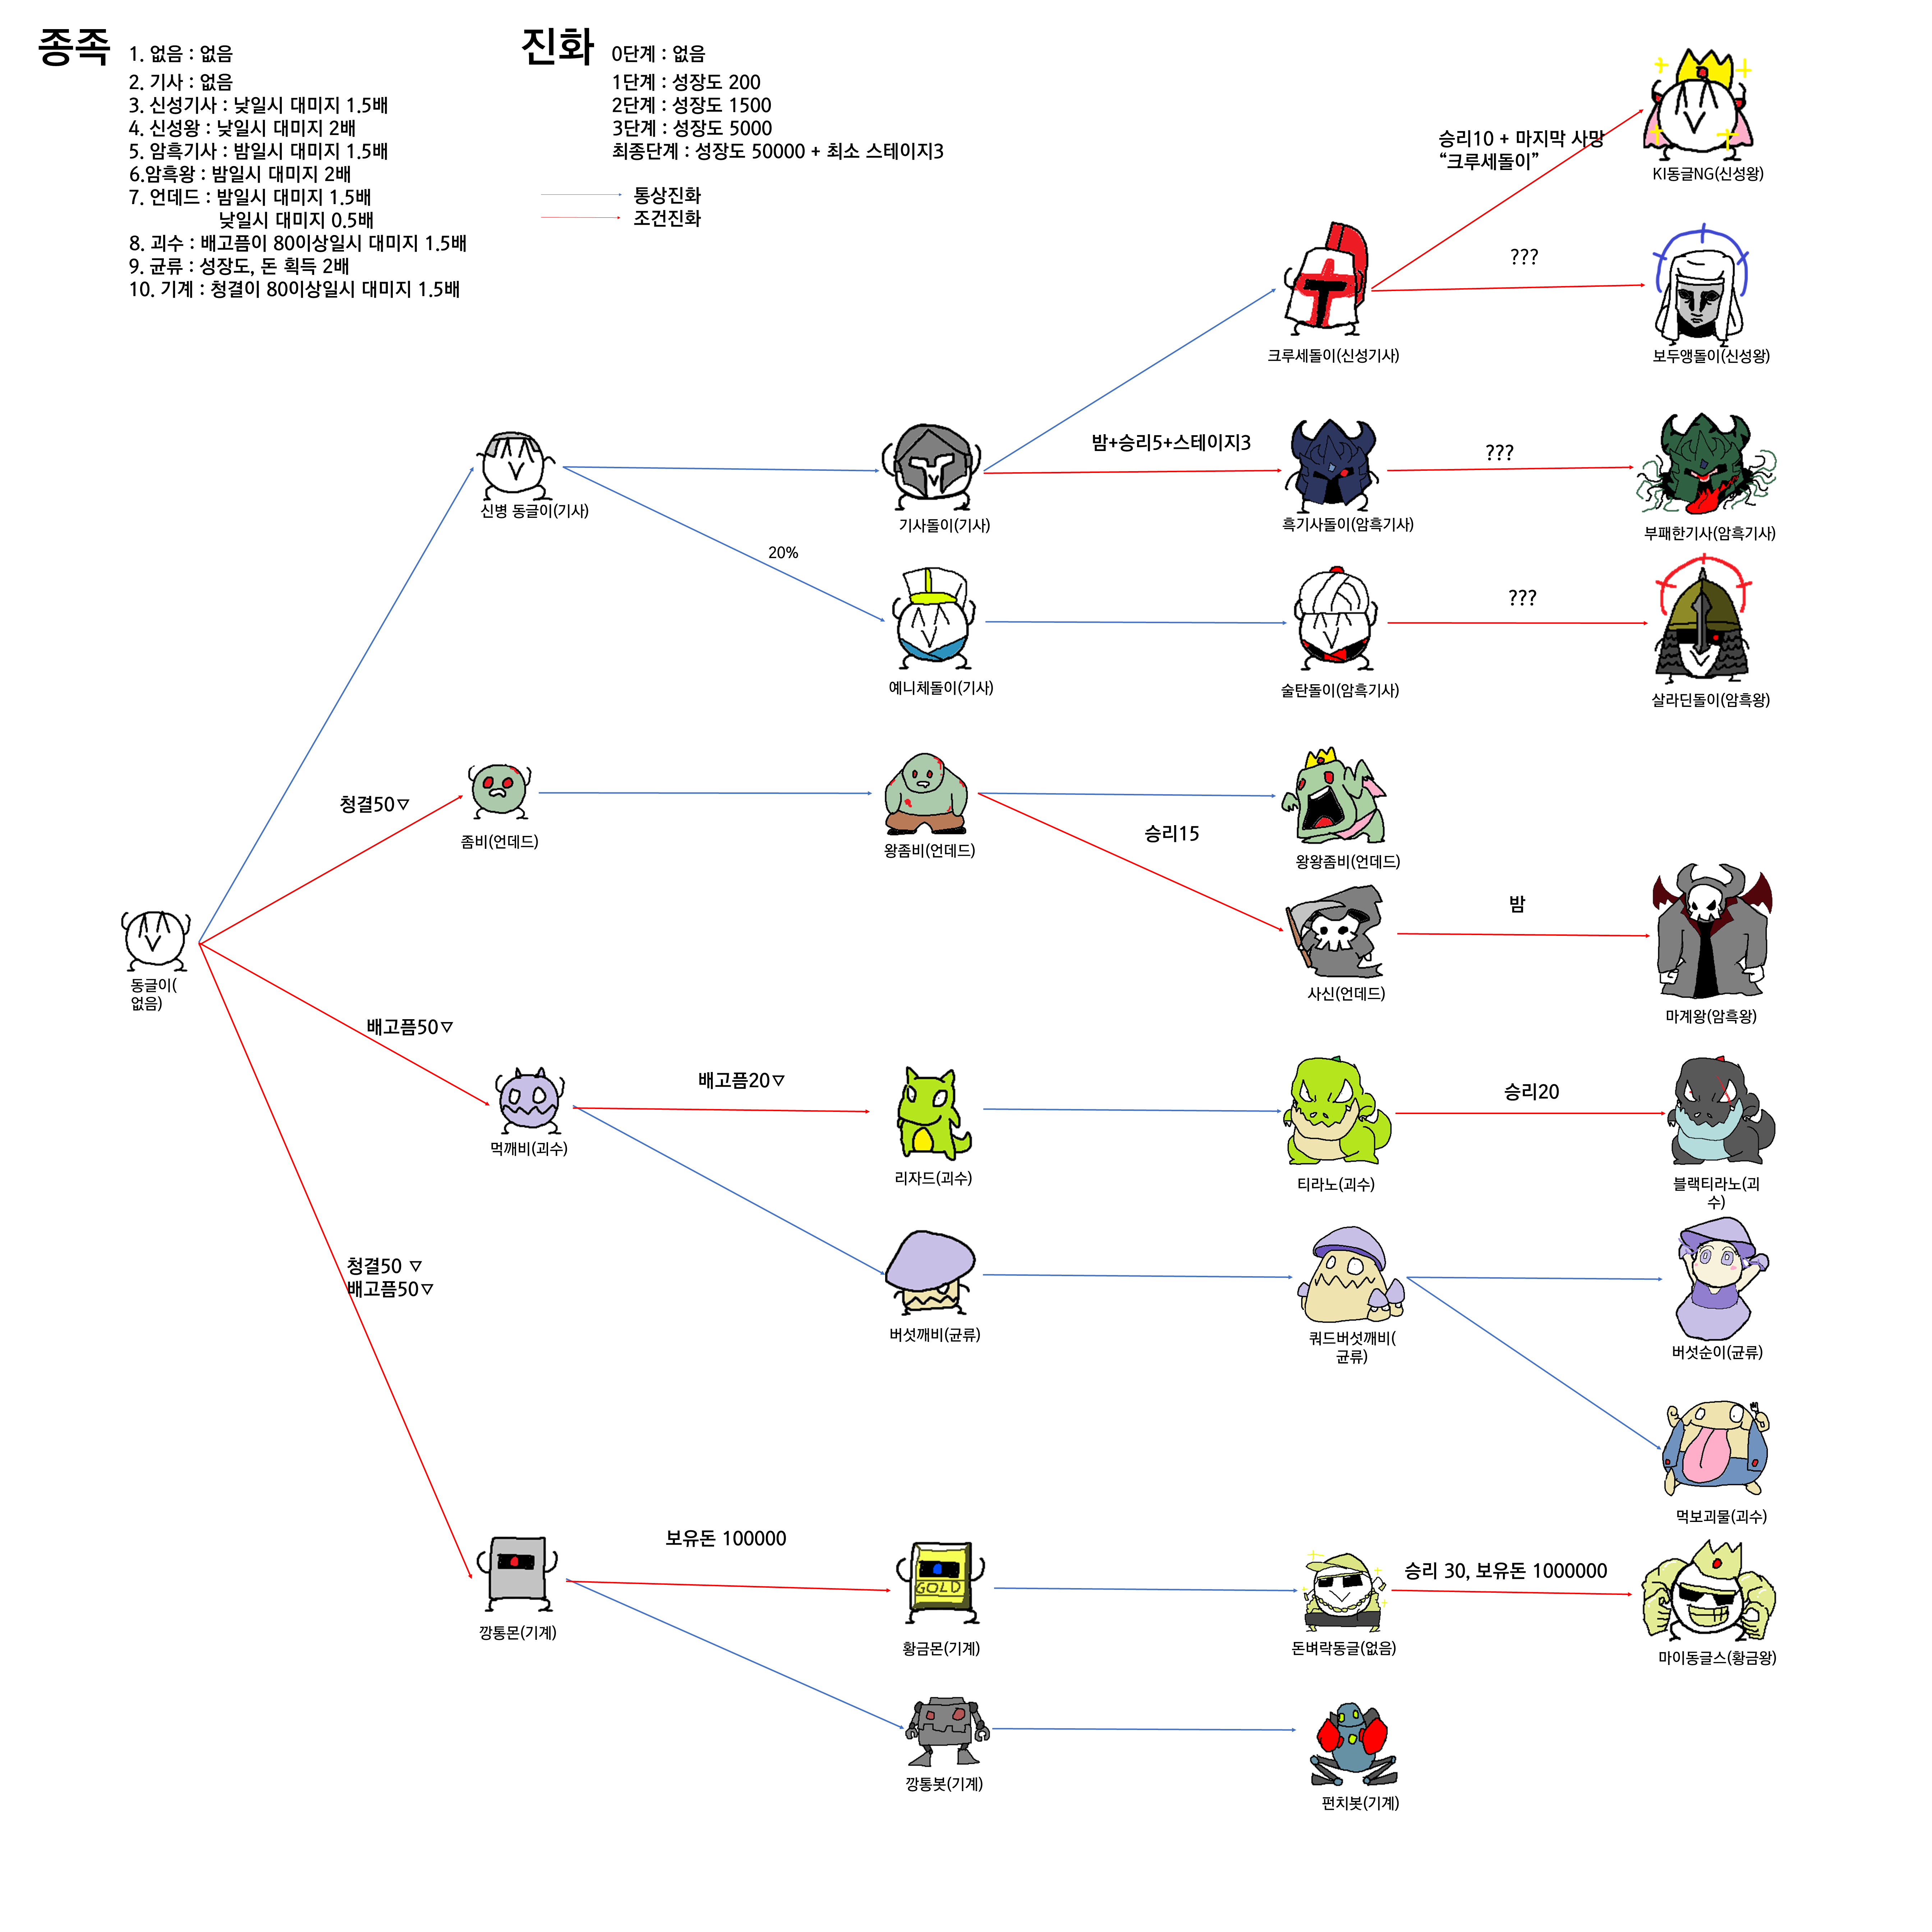 종족
1. 없음 : 없음
2. 기사 : 없음
3. 신성기사 : 낮일시 대미지 1.5배
4. 신성왕 : 낮일시 대미지 2배
5. 암흑기사 : 밤일시 대미지 1.5배
6.암흑왕 : 밤일시 대미지 2배
7. 언데드 : 밤일시 대미지 1.5배
낮일시 대미지 0.5배
8. 괴수 : 배고픔이 80이상일시 대미지 1.5배
9. 균류 : 성장도, 돈 획득 2배
10. 기계 : 청결이 80이상일시 대미지 1.5배
진화
0단계 : 없음
1단계 : 성장도 200
2단계 : 성장도 1500
3단계 : 성장도 5000
최종단계 : 성장도 50000 + 최소 스테이지3
통상진화
조건진화
승리10 + 마지막 사망
“크루세돌이”
KI동글NG(신성왕)
???
크루세돌이(신성기사)
보두앵돌이(신성왕)
밤+승리5+스테이지3
???
신병 동글이(기사)
기사돌이(기사)
흑기사돌이(암흑기사)
부패한기사(암흑기사)
20%
???
예니체돌이(기사)
술탄돌이(암흑기사)
살라딘돌이(암흑왕)
청결50▽
승리15
좀비(언데드)
왕좀비(언데드)
왕왕좀비(언데드)
밤
동글이(
없음)
사신(언데드)
마계왕(암흑왕)
배고픔50▽
배고픔20▽
승리20
먹깨비(괴수)
리자드(괴수)
티라노(괴수)
블랙티라노(괴
수)
청결50 ▽
배고픔50▽
버섯깨비(균류)
쿼드버섯깨비(
균류)
버섯순이(균류)
먹보괴물(괴수)
보유돈 100000
GOLD
승리 30, 보유돈 1000000
깡통몬(기계)
황금몬(기계)
돈벼락동글(없음)
마이동글스(황금왕)
깡통봇(기계)
펀치봇(기계)